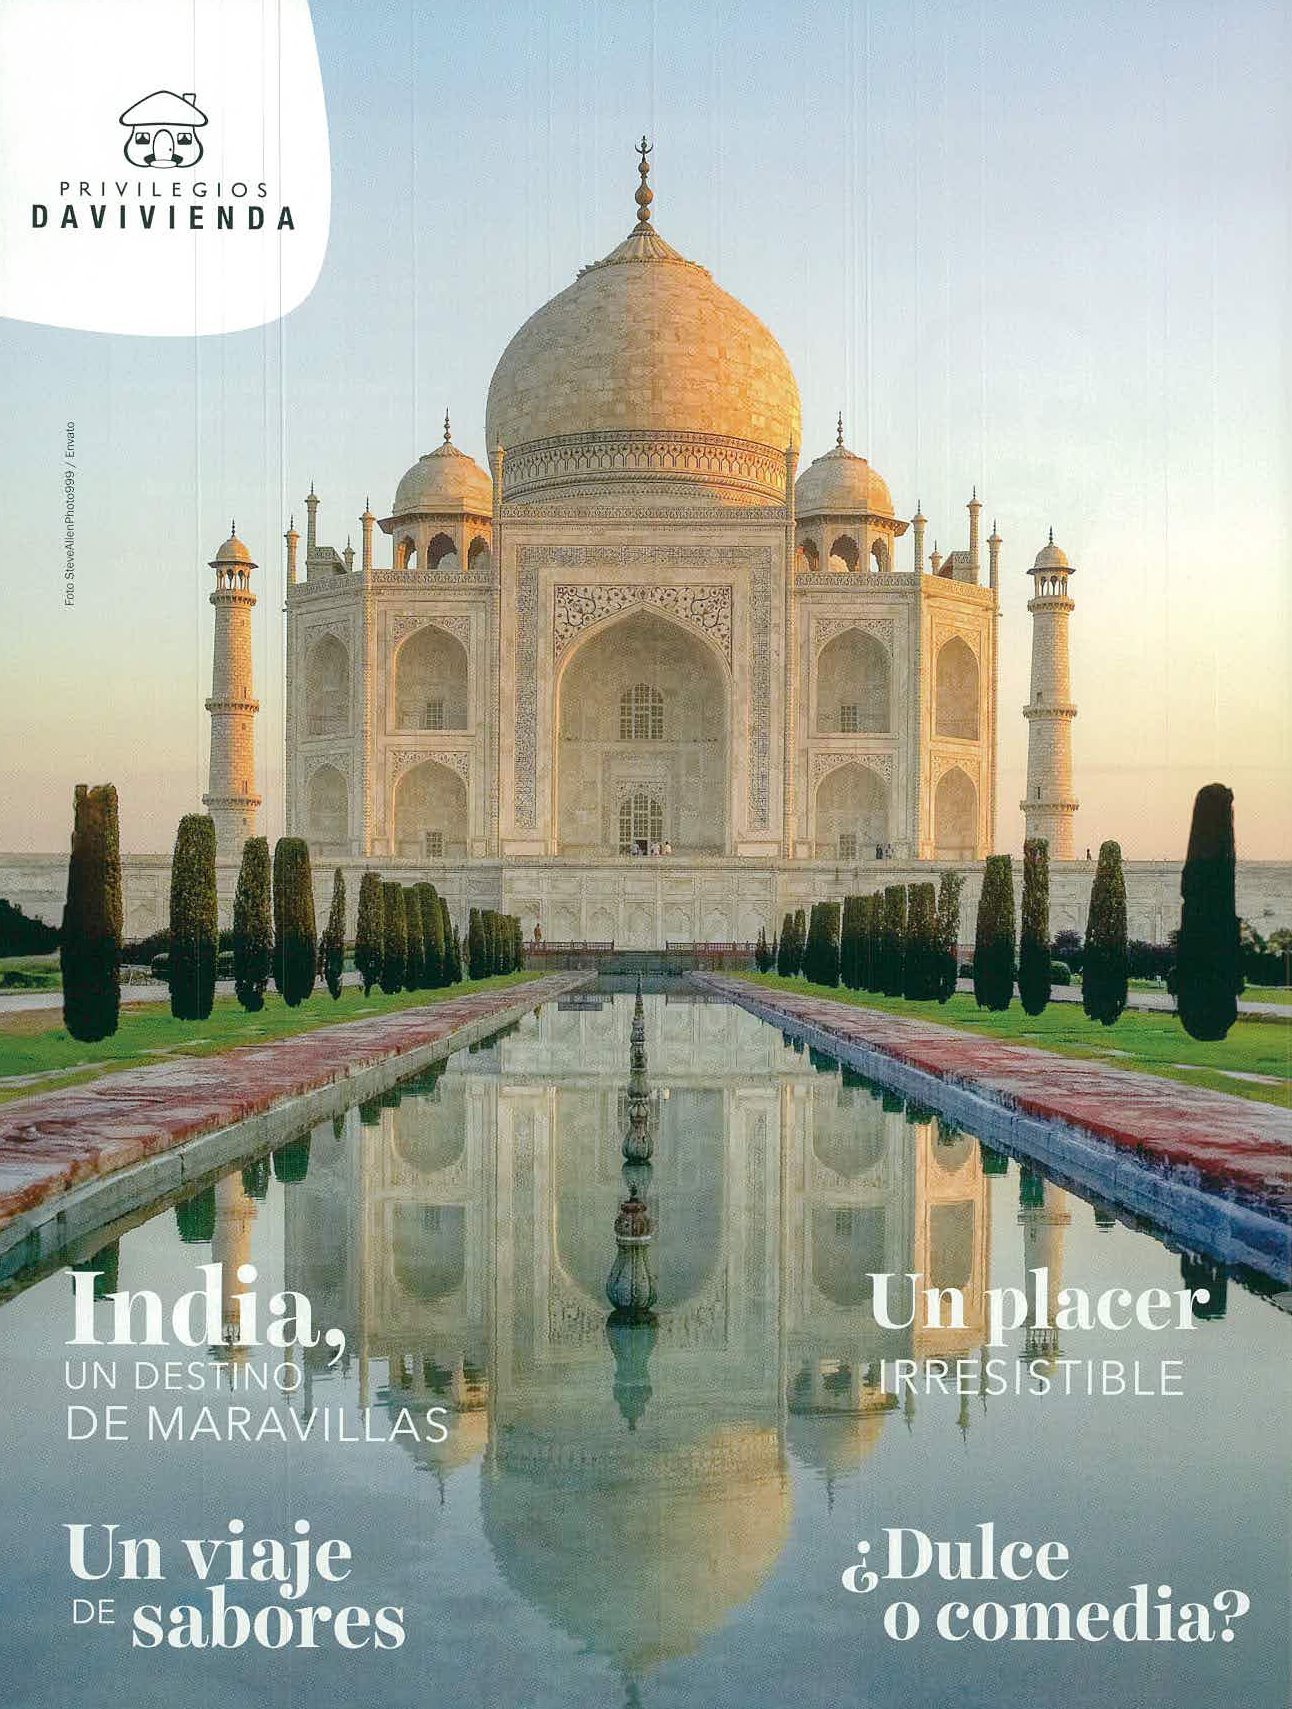 PRIVILEGIOS
DAVIVIENDA
Foto SteveAllenPhoto999 / Envato
India,
UN DESTINO
DE MARAVILLAS
Un placer
IRRESISTIBLE
Un viaje
DE sabores
¿Dulce
o comedia?